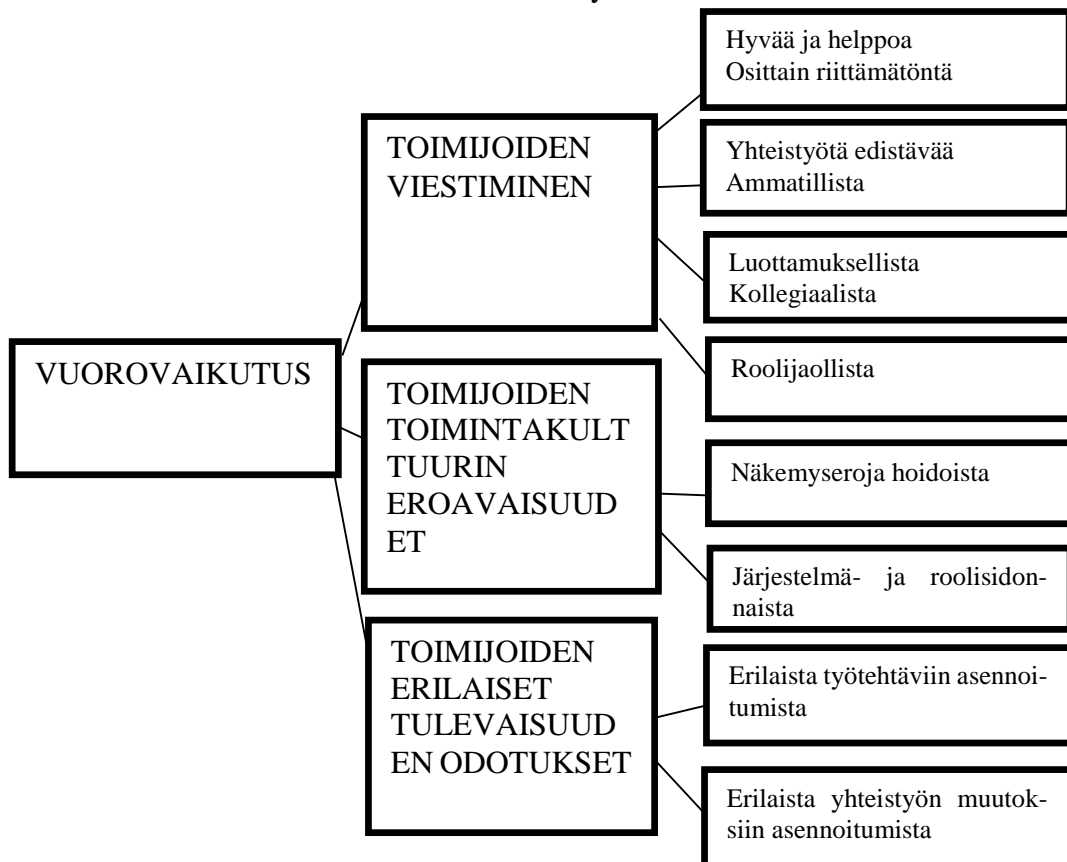 Hyvää ja helppoa
Osittain riittämätöntä
TOIMIJOIDEN
VIESTIMINEN
Yhteistyötä edistävää
Ammatillista
Luottamuksellista
Kollegiaalista
Roolijaollista
VUOROVAIKUTUS
TOIMIJOIDEN
TOIMINTAKULT
TUURIN
EROAVAISUUD
ET
Näkemyseroja hoidoista
Järjestelmä- ja roolisidon-
naista
TOIMIJOIDEN
ERILAISET
TULEVAISUUD
EN ODOTUKSET
Erilaista työtehtäviin asennoi-
tumista
Erilaista yhteistyön muutok-
siin asennoitumista